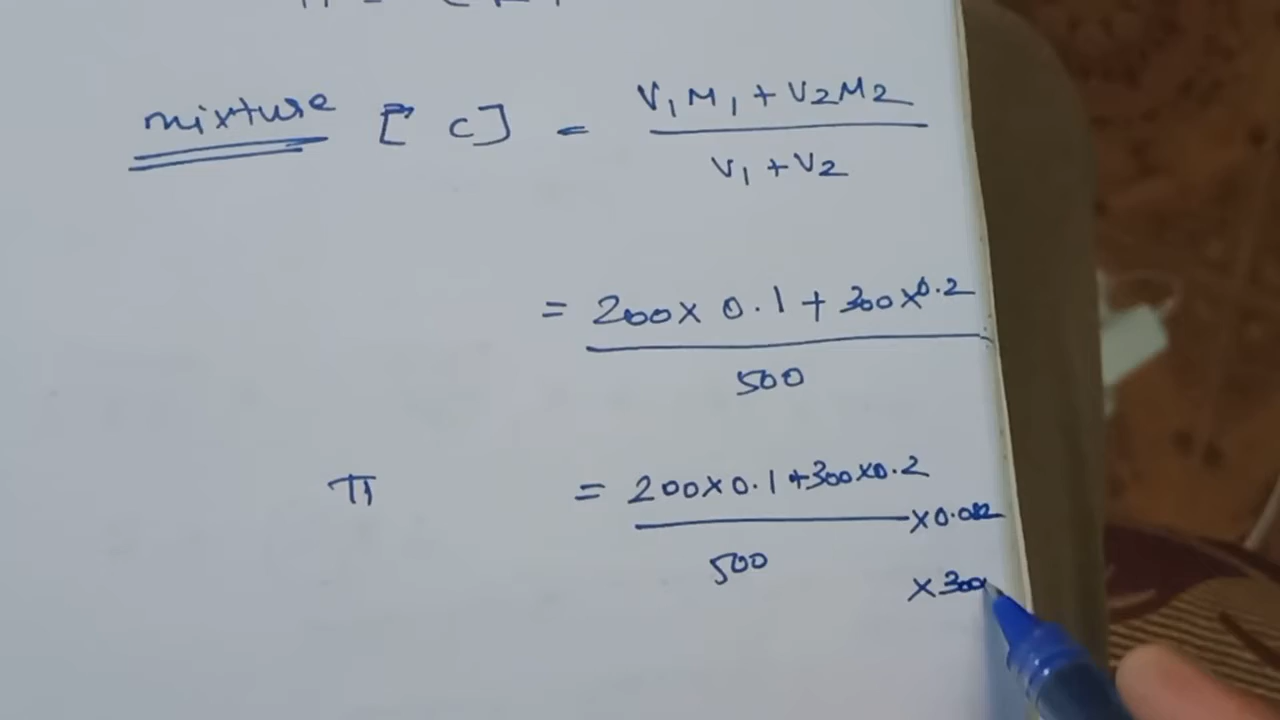 mixture [ C ] = V1M1 + V2M2
V1 + V2
= 200 x 0.1 + 300 x 0.2
500
π = 200 x 0.1 + 300 x 0.2
x 0.082
500
x 300